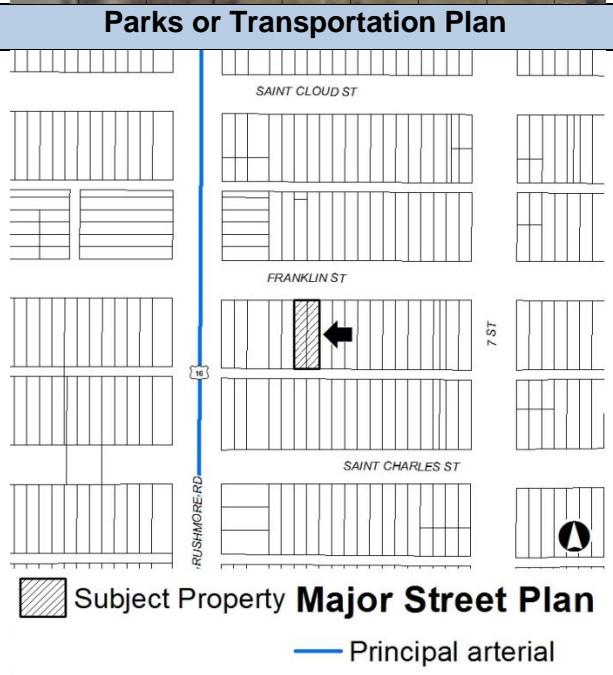 Parks or Transportation Plan
SAINT CLOUD ST
FRANKLIN ST
7 ST
16
SAINT CHARLES ST
RUSHMORE RD
Subject Property Major Street Plan
Principal arterial